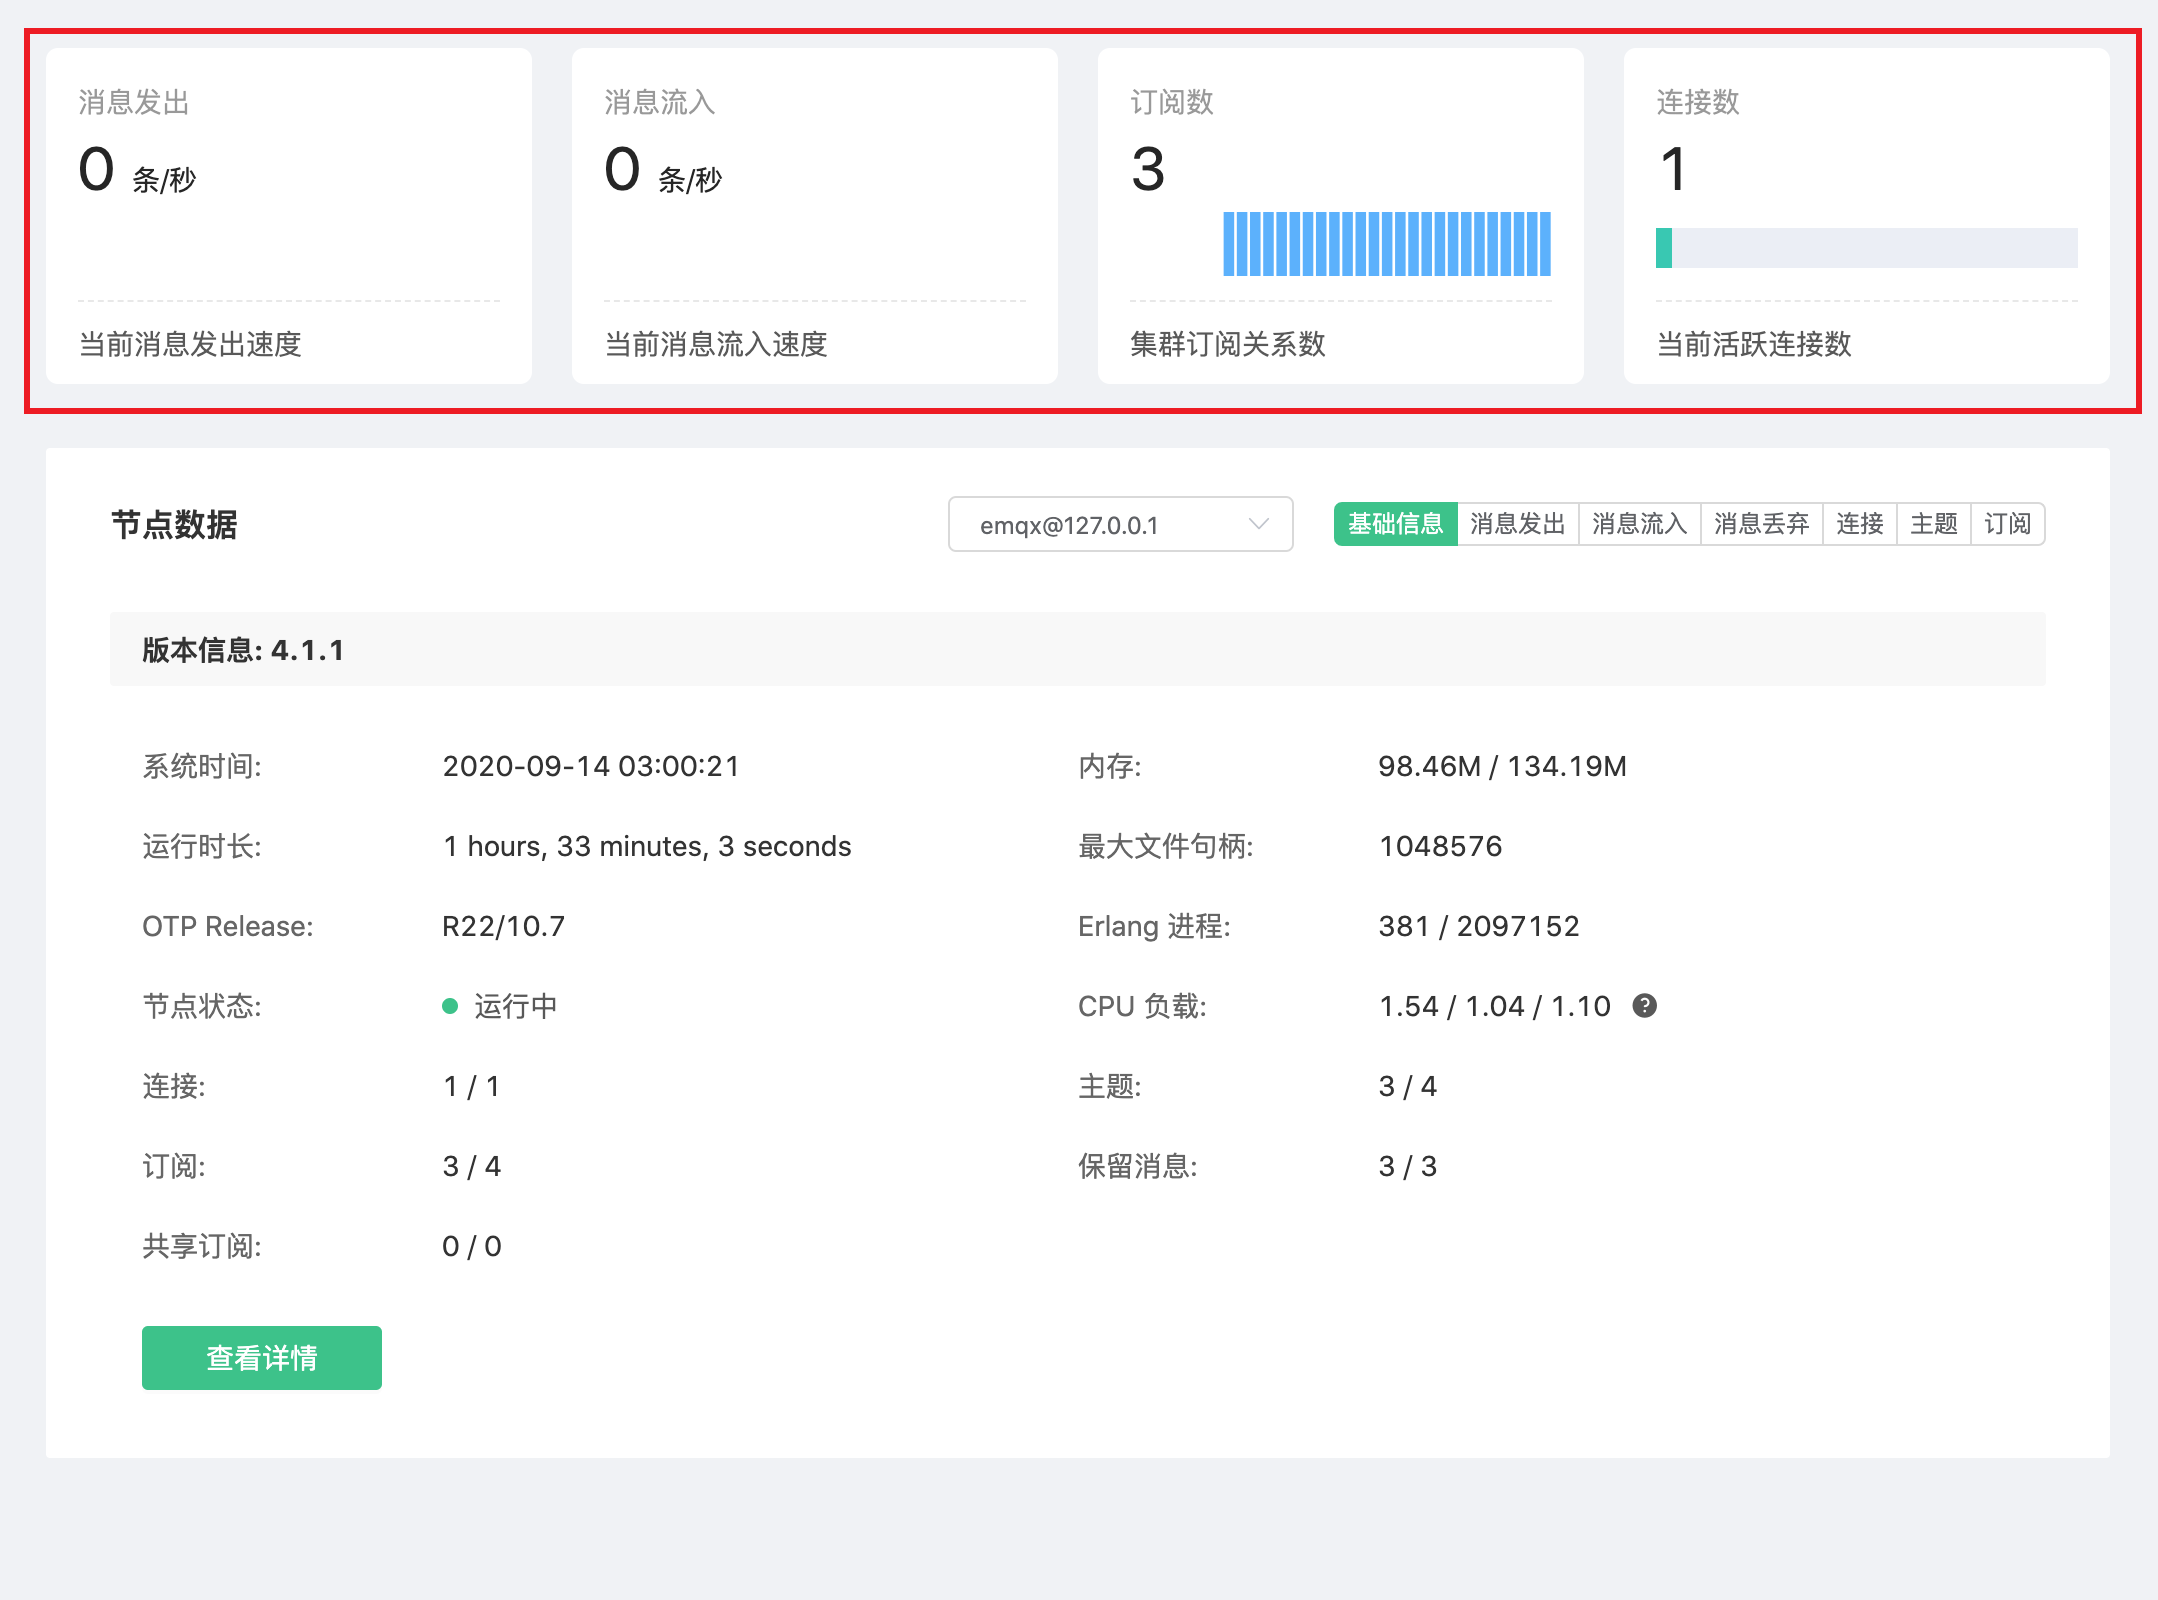 消息发出
0 条/秒
当前消息发出速度
消息流入
0 条/秒
当前消息流入速度
订阅数
3
集群订阅关系数
连接数
1
当前活跃连接数
节点数据
emqx@127.0.0.1
基础信息 消息发出 消息流入 消息丢弃 连接 主题 订阅
版本信息: 4.1.1
系统时间: 2020-09-14 03:00:21
内存: 98.46M / 134.19M
运行时长: 1 hours, 33 minutes, 3 seconds
最大文件句柄: 1048576
OTP Release: R22/10.7
Erlang 进程: 381 / 2097152
节点状态: 运行中
CPU 负载: 1.54 / 1.04 / 1.10 ?
连接: 1 / 1
主题: 3 / 4
订阅: 3 / 4
保留消息: 3 / 3
共享订阅: 0 / 0
查看详情